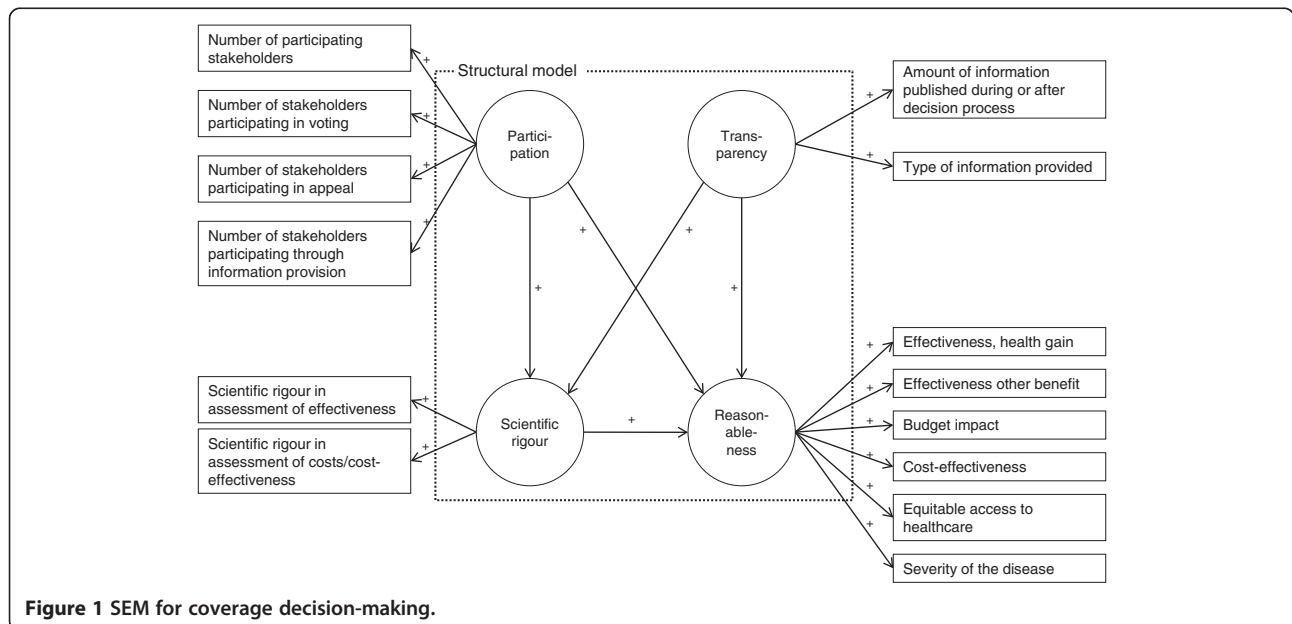 Number of participating
stakeholders
Number of stakeholders
participating in voting
Number of stakeholders
participating in appeal
Number of stakeholders
participating through
information provision
Scientific rigour in
assessment of effectiveness
Scientific rigour in
assessment of costs/cost-
effectiveness
+
+
+
+
+
+
Structural model
Partici-
pation
Trans-
parency
+
+
+
+
Scientific
rigour
+
Reason-
able-
ness
+
+
Amount of information
published during or after
decision process
Type of information provided
+
+
+
+
+
+
Effectiveness, health gain
Effectiveness other benefit
Budget impact
Cost-effectiveness
Equitable access to
healthcare
Severity of the disease
Figure 1 SEM for coverage decision-making.